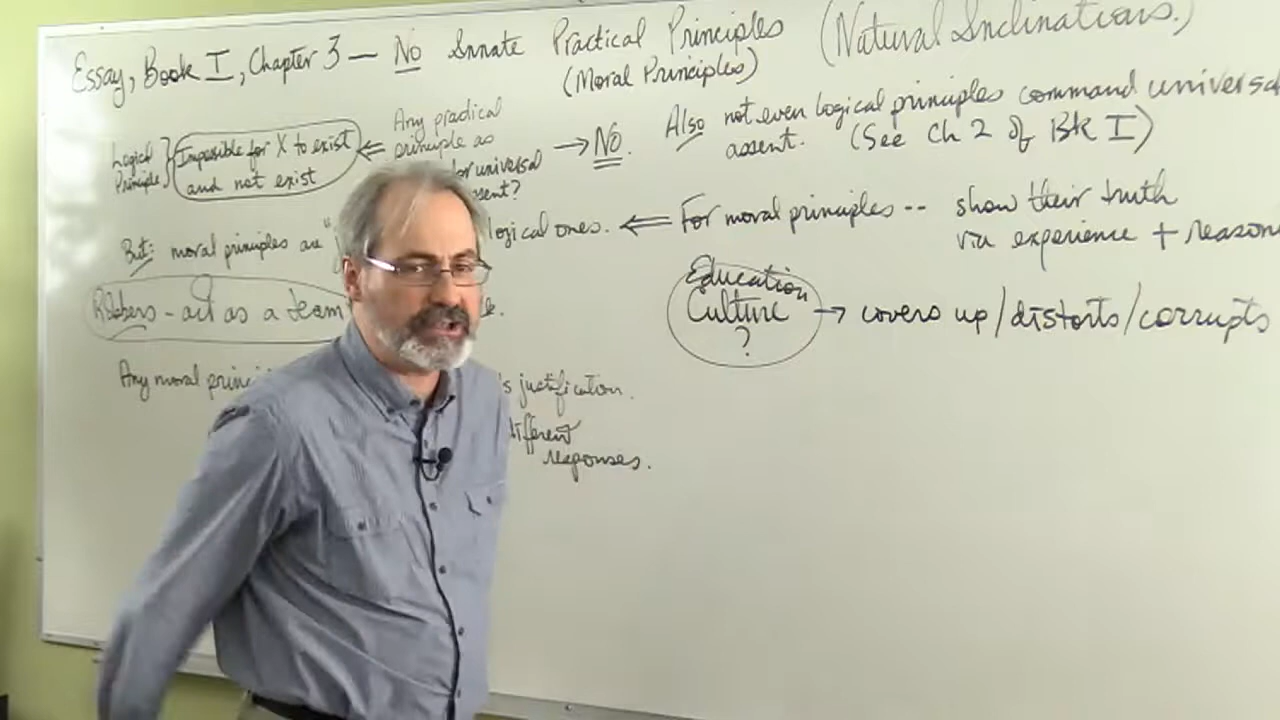 Essay, Book I, Chapter 3 — No Innate Practical Principles (Natural Inclinations.)
(Moral Principles)
Logical Principle } Impossible for X to exist and not exist
Any practical
principle as
for universal
→ No.
Also not even logical principles command
assent. (See Ch 2 of Bk I)
But: moral principles are
logical ones. ⇐ For moral principles -- show their truth
via experience + reason
Robbers - act as a team
Education
Culture
?
→ covers up/distorts/corrupts
Any moral
justification.
different
responses.